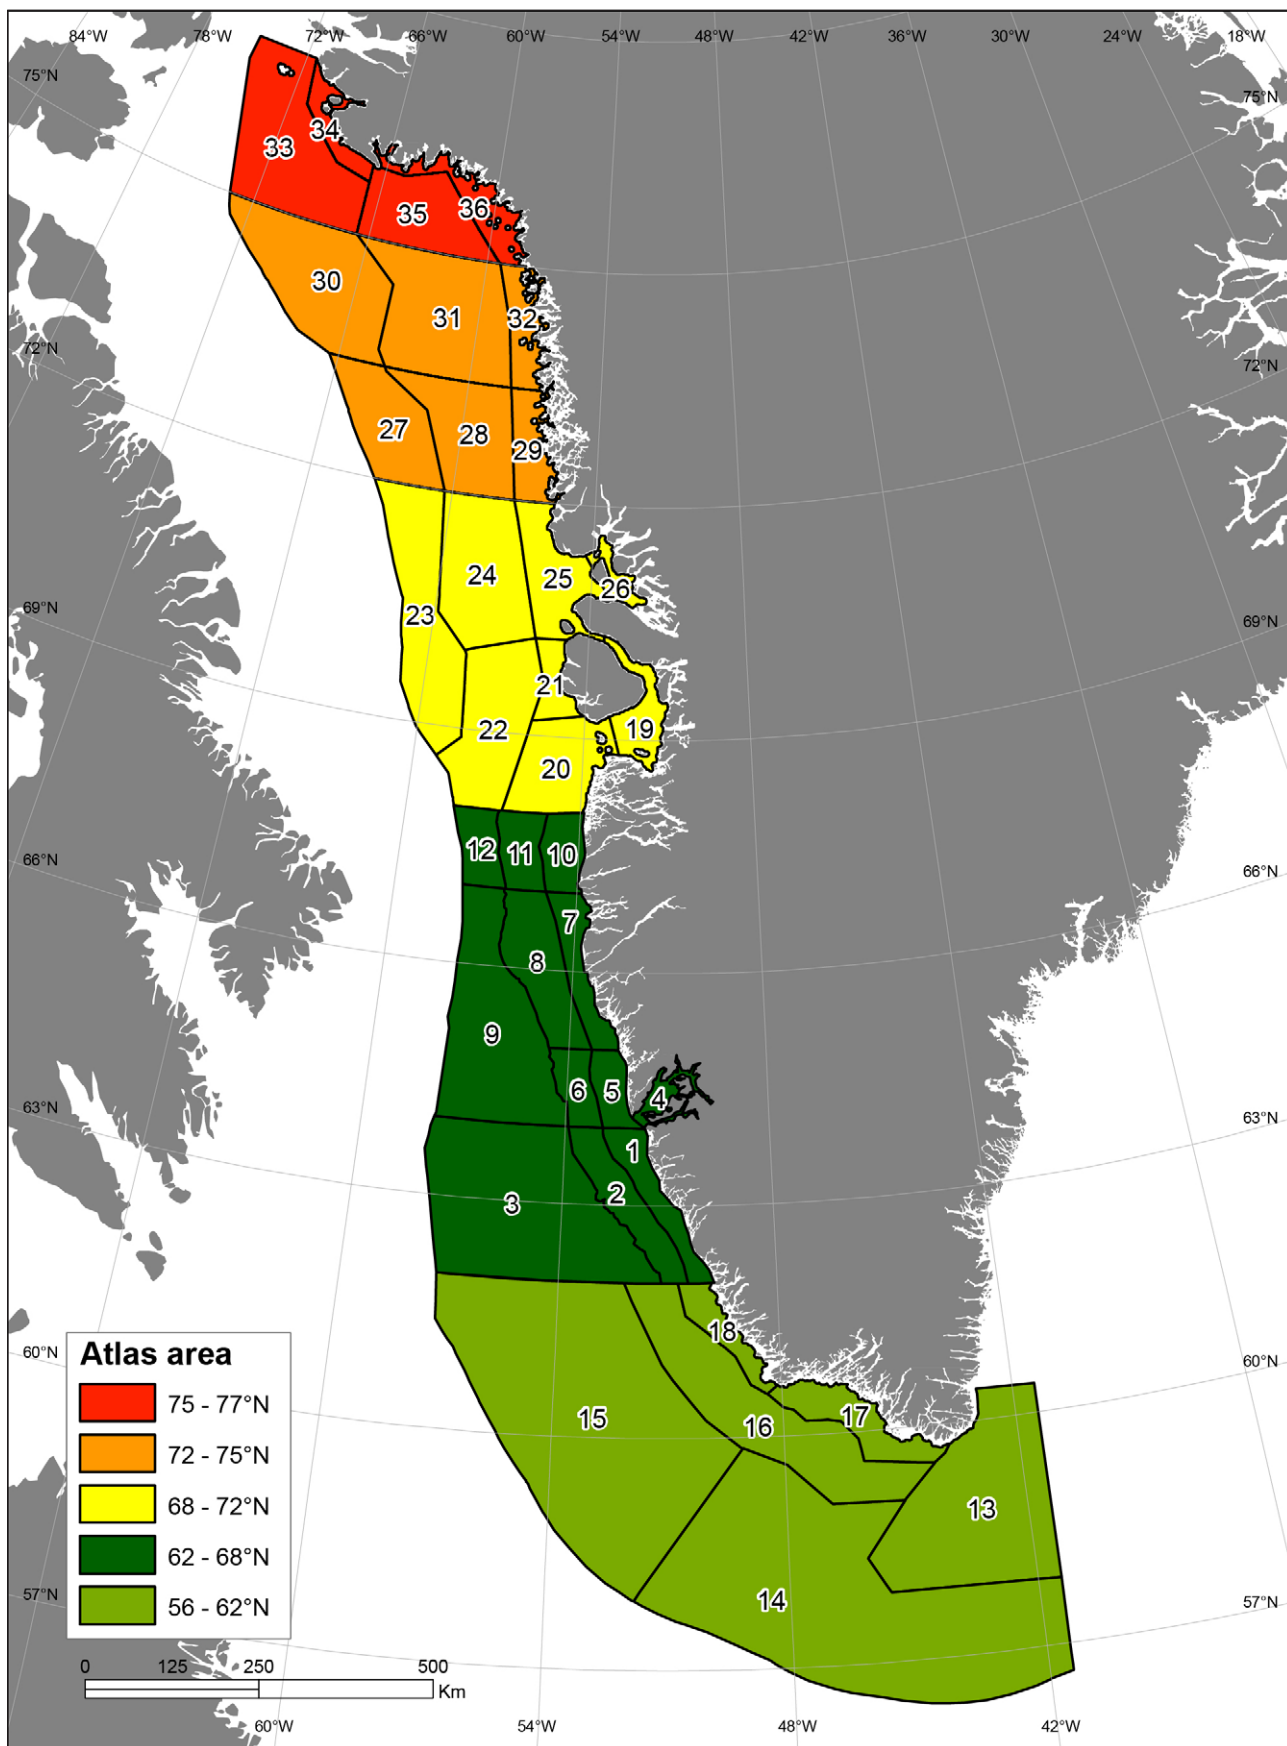 84°W 78°W 72°W 66°W 60°W 54°W 48°W 42°W 36°W 30°W 24°W 18°W
75°N 75°N
34
33
36
35
30
31 32
72°N 72°N
27 28 29
24 25 26
69°N 23 69°N
21
22 19
20
12 11 10
66°N 66°N
7
8
9
6 5 4
63°N 63°N
1
3 2
18
60°N 60°N
15 16 17
13
57°N 14 57°N
Atlas area
75 - 77°N
72 - 75°N
68 - 72°N
62 - 68°N
56 - 62°N
0 125 250 500
Km
60°W 54°W 48°W 42°W